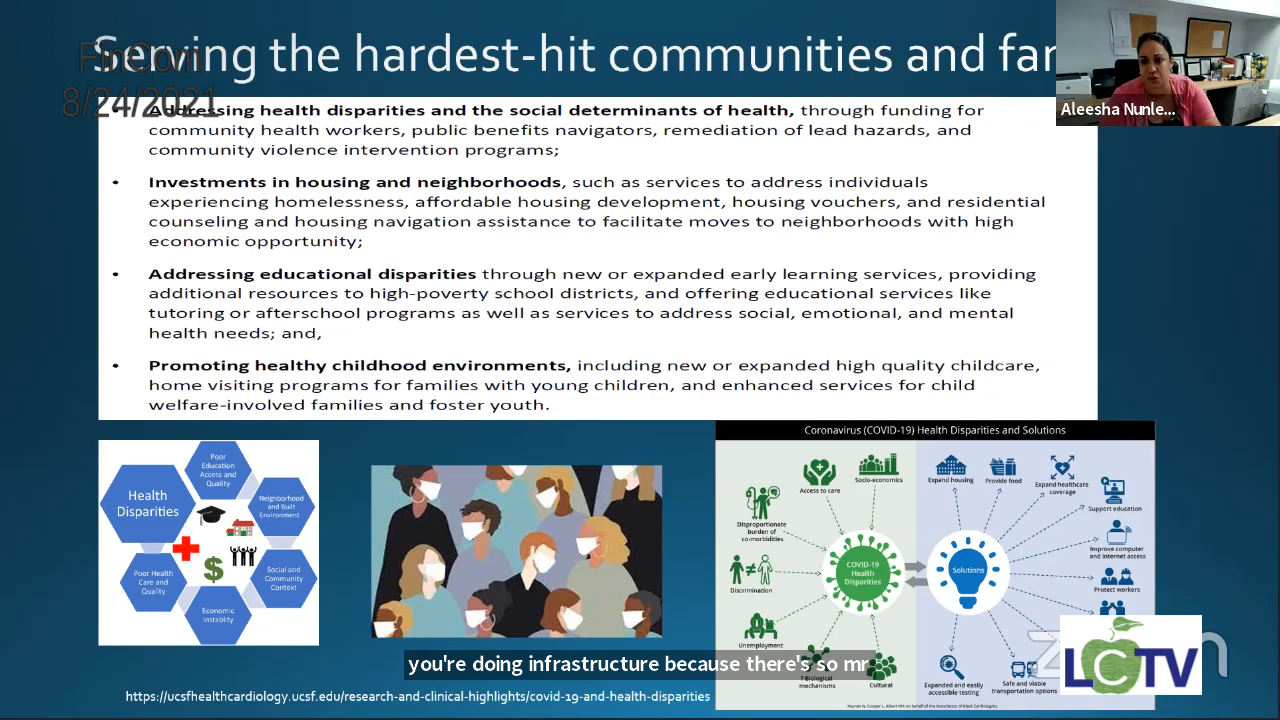 Serving the hardest-hit communities and fa
FinCom
8/24/2021
Aleesha Nunle...
• Addressing health disparities and the social determinants of health, through funding for
community health workers, public benefits navigators, remediation of lead hazards, and
community violence intervention programs;
• Investments in housing and neighborhoods, such as services to address individuals
experiencing homelessness, affordable housing development, housing vouchers, and residential
counseling and housing navigation assistance to facilitate moves to neighborhoods with high
economic opportunity;
• Addressing educational disparities through new or expanded early learning services, providing
additional resources to high-poverty school districts, and offering educational services like
tutoring or afterschool programs as well as services to address social, emotional, and mental
health needs; and,
• Promoting healthy childhood environments, including new or expanded high quality childcare,
home visiting programs for families with young children, and enhanced services for child
welfare-involved families and foster youth.
Health
Disparities
Poor
Education
Access and
Quality
Neighborhood
and Built
Environment
Social and
Community
Context
Economic
Instablity
Poor Health
Care and
Quality
$
Coronavirus (COVID-19) Health Disparities and Solutions
Access to care
Socio-economics
Disproportionate
burden of
co-morbidities
Discrimination
Unemployment
? Biological
mechanisms
Cultural
COVID-19
Health
Disparities
Solutions
Expand housing
Provide food
Expand healthcare
coverage
Support education
Improve computer
and internet access
Protect workers
Safe and viable
transportation options
Expanded and easily
accessible testing
you're doing infrastructure because there's so mr
https://ronerhealthcardiology.ucsf.edu/research-and-clinical-highlights/covid-19-and-health-disparities
LCTV